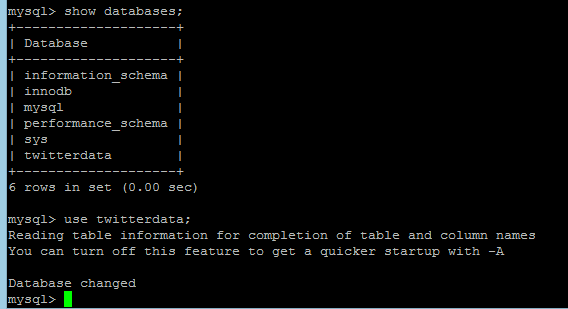 mysql> show databases;
+--------------------+
| Database           |
+--------------------+
| information_schema |
| innodb             |
| mysql              |
| performance_schema |
| sys                |
| twitterdata        |
+--------------------+
6 rows in set (0.00 sec)

mysql> use twitterdata;
Reading table information for completion of table and column names
You can turn off this feature to get a quicker startup with -A

Database changed
mysql>